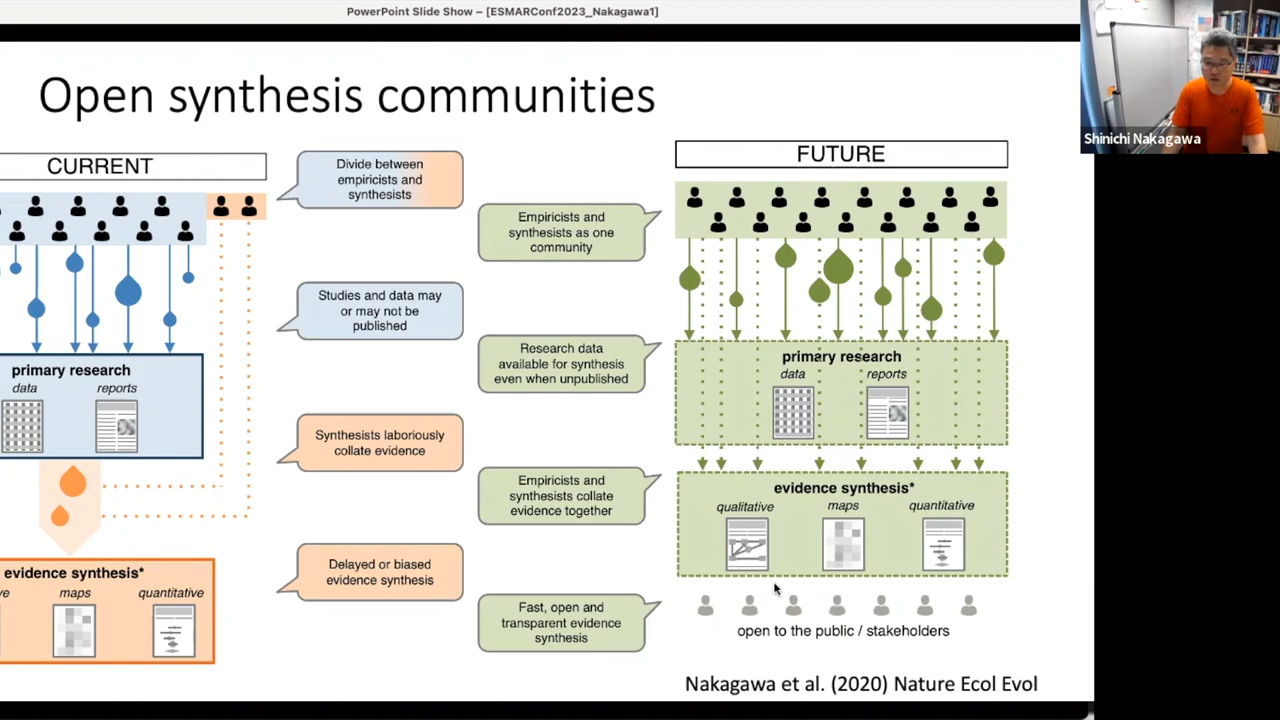 PowerPoint Slide Show – [ESMARConf2023_Nakagawa1]
Open synthesis communities
Shinichi Nakagawa
CURRENT
Divide between
empiricists and
synthesists
Studies and data may
or may not be
published
primary research
data
reports
Synthesists laboriously
collate evidence
Delayed or biased
evidence synthesis
evidence synthesis*
maps
quantitative
FUTURE
Empiricists and
synthesists as one
community
Research data
available for synthesis
even when unpublished
primary research
data
reports
Empiricists and
synthesists collate
evidence together
evidence synthesis*
qualitative
maps
quantitative
Fast, open and
transparent evidence
synthesis
open to the public / stakeholders
Nakagawa et al. (2020) Nature Ecol Evol